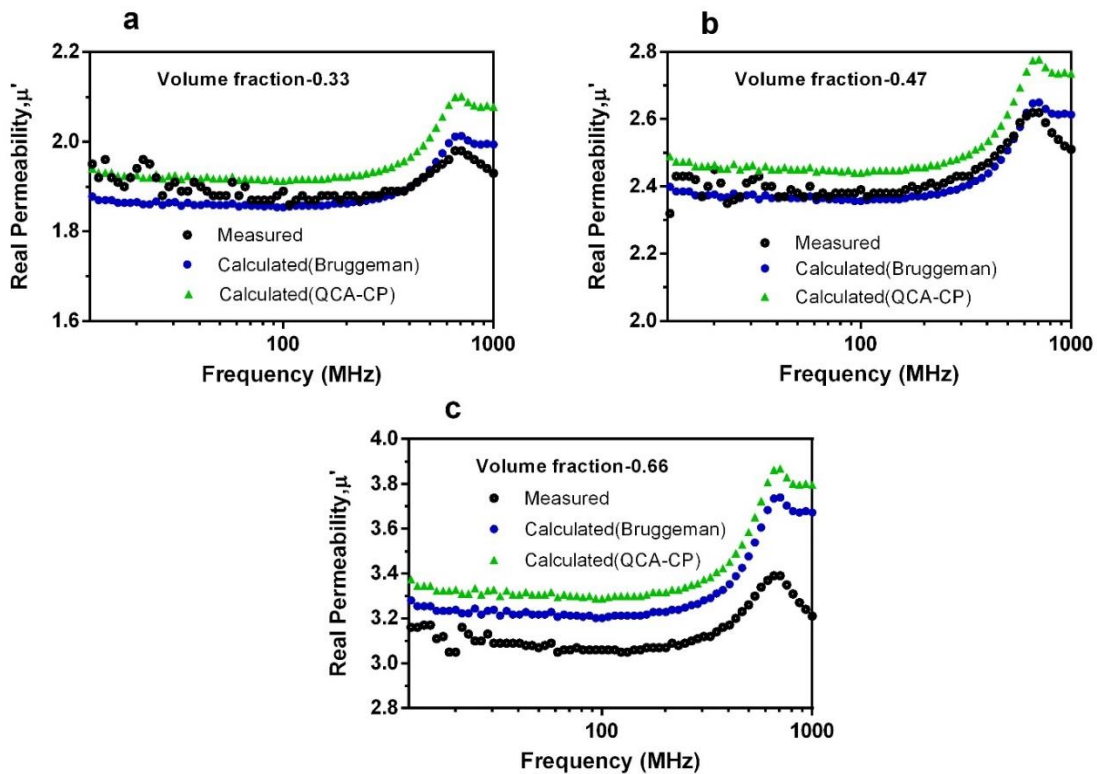 a
Real Permeability,μ'
2.2
2.0
1.8
1.6
Volume fraction-0.33
Measured
Calculated(Bruggeman)
Calculated(QCA-CP)
100
1000
Frequency (MHz)
b
Real Permeability,μ'
2.8
2.6
2.4
2.2
2.0
Volume fraction-0.47
Measured
Calculated(Bruggeman)
Calculated(QCA-CP)
100
1000
Frequency (MHz)
c
Real Permeability,μ'
4.0
3.8
3.4
3.0
2.8
Volume fraction-0.66
Measured
Calculated(Bruggeman)
Calculated(QCA-CP)
100
1000
Frequency (MHz)